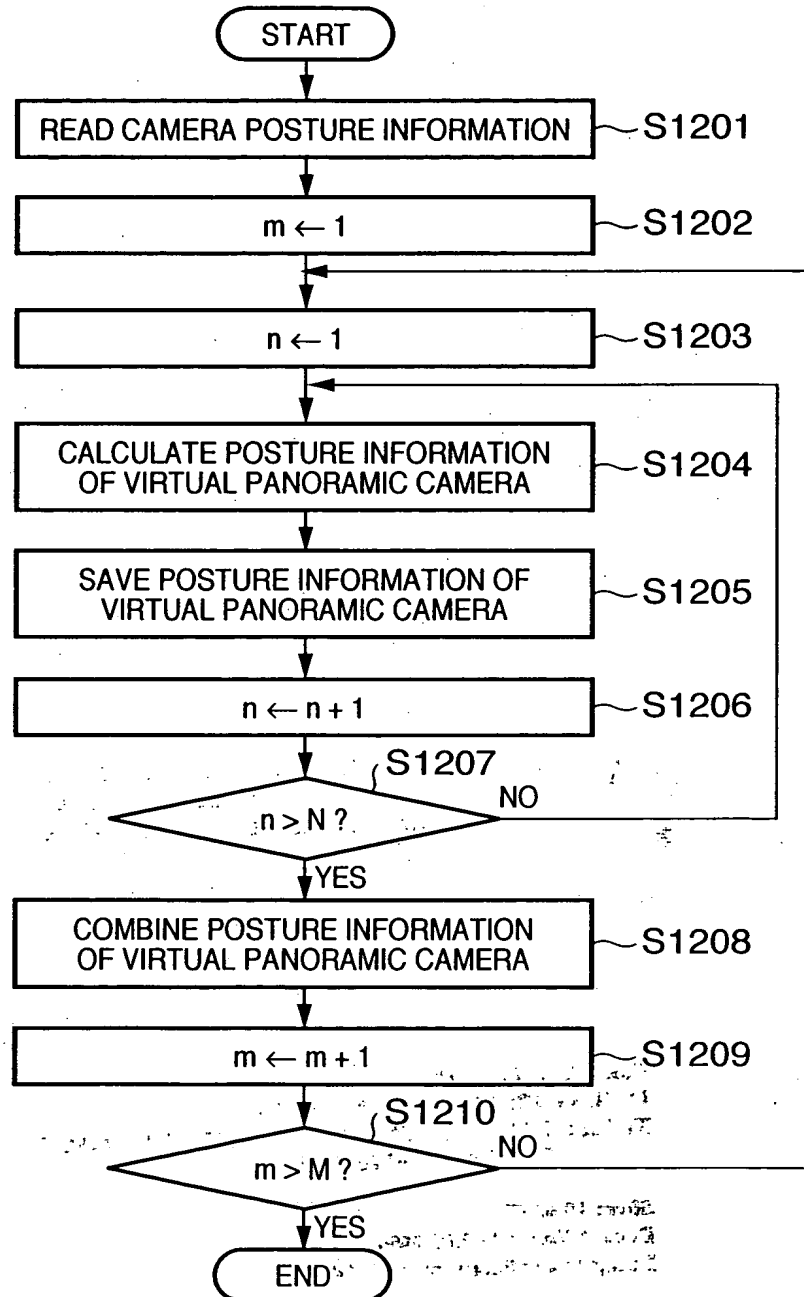 START
READ CAMERA POSTURE INFORMATION
S1201
m ← 1
S1202
n ← 1
S1203
CALCULATE POSTURE INFORMATION
OF VIRTUAL PANORAMIC CAMERA
S1204
SAVE POSTURE INFORMATION OF
VIRTUAL PANORAMIC CAMERA
S1205
n ← n + 1
S1206
S1207
n > N ?
NO
YES
COMBINE POSTURE INFORMATION
OF VIRTUAL PANORAMIC CAMERA
S1208
m ← m + 1
S1209
S1210
m > M ?
NO
YES
END